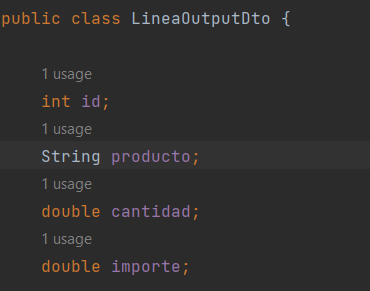 public class LineaOutputDto {
1 usage
int id;
1 usage
String producto;
1 usage
double cantidad;
1 usage
double importe;